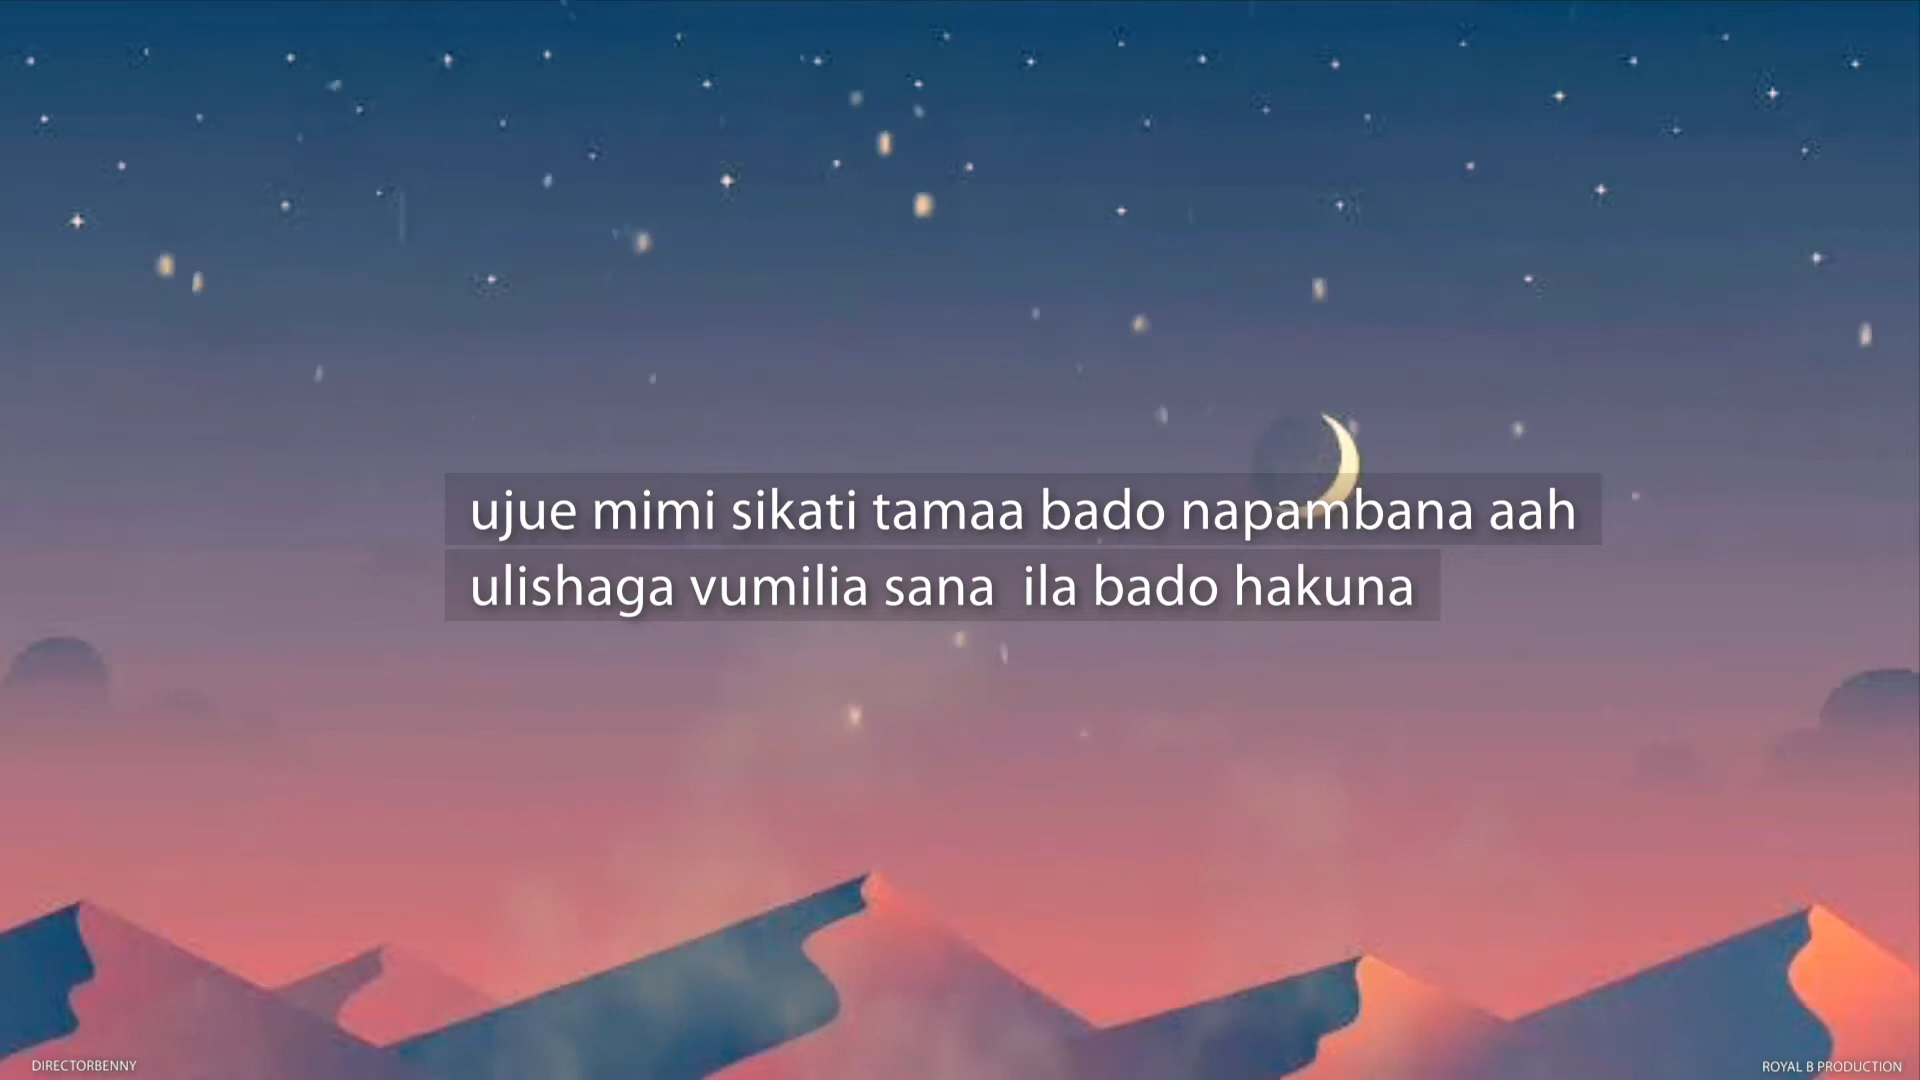 ujue mimi sikati tamaa bado napambana aah
ulishaga vumilia sana  ila bado hakuna
DIRECTORBENNY
ROYAL B PRODUCTION